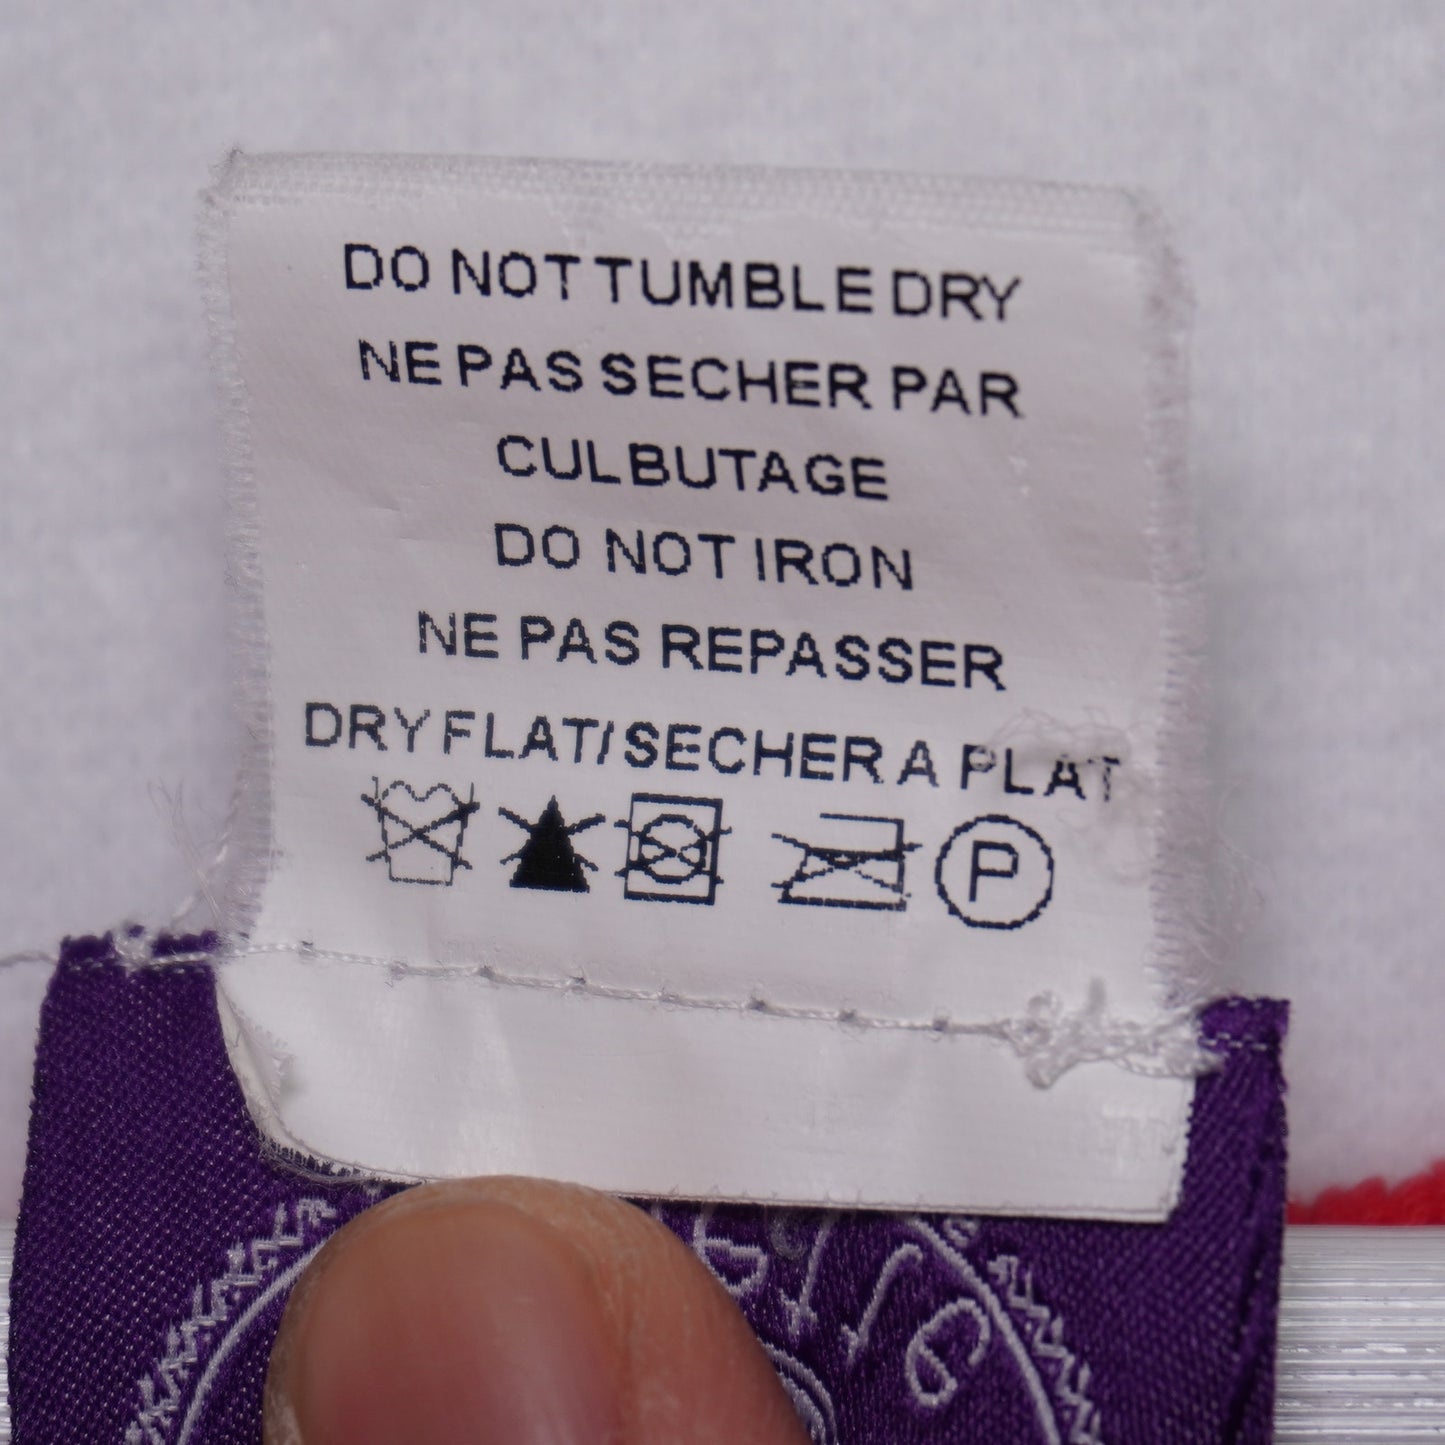 DO NOT TUMBLE DRY
NE PAS SECHER PAR
CULBUTAGE
DO NOT IRON
NE PAS REPASSER
DRY FLAT/SECHER A PLAT
P